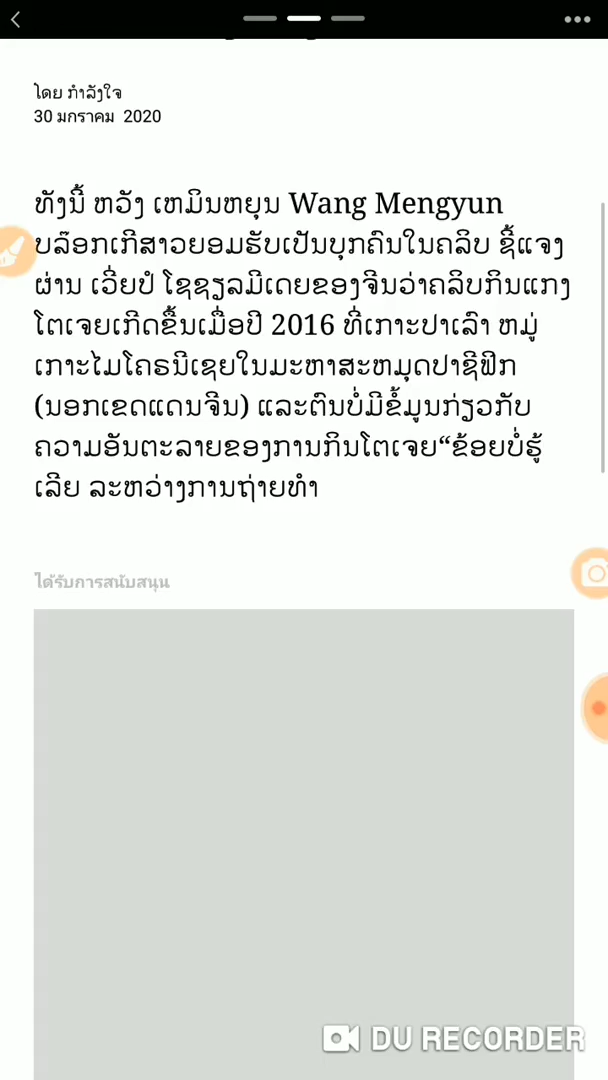 ໂດຍ ກຳລັງໃຈ
30 ມกราคม 2020
ທັງນີ້ ຫວັງ ເຫມິນຫຍຸນ Wang Mengyun
ບລ໊ອກເກີສາວຍອມຮັບເປັນບຸກຄົນໃນຄລິບ ຊີ້ແຈງ
ຜ່ານ ເວີ່ຍປໍ ໂຊຊຽລມີເດຍຂອງຈີນວ່າຄລິບກິນແກງ
ໂຕເຈຍເກີດຂຶ້ນເມື່ອປີ 2016 ທີ່ເກາະປາເລົາ ຫມູ່
ເກາະໄມໂຄຣນີເຊຍໃນມະຫາສະຫມຸດປາຊີຟິກ
(ນອກເຂດແດນຈີນ) ແລະຕົນບໍ່ມີຂໍ້ມູນກ່ຽວກັບ
ຄວາມອັນຕະລາຍຂອງການກິນໂຕເຈຍ“ຂ້ອຍບໍ່ຮູ້
ເລີຍ ລະຫວ່າງການຖ່າຍທຳ
ได้รับการสนับสนุน
DU RECORDER